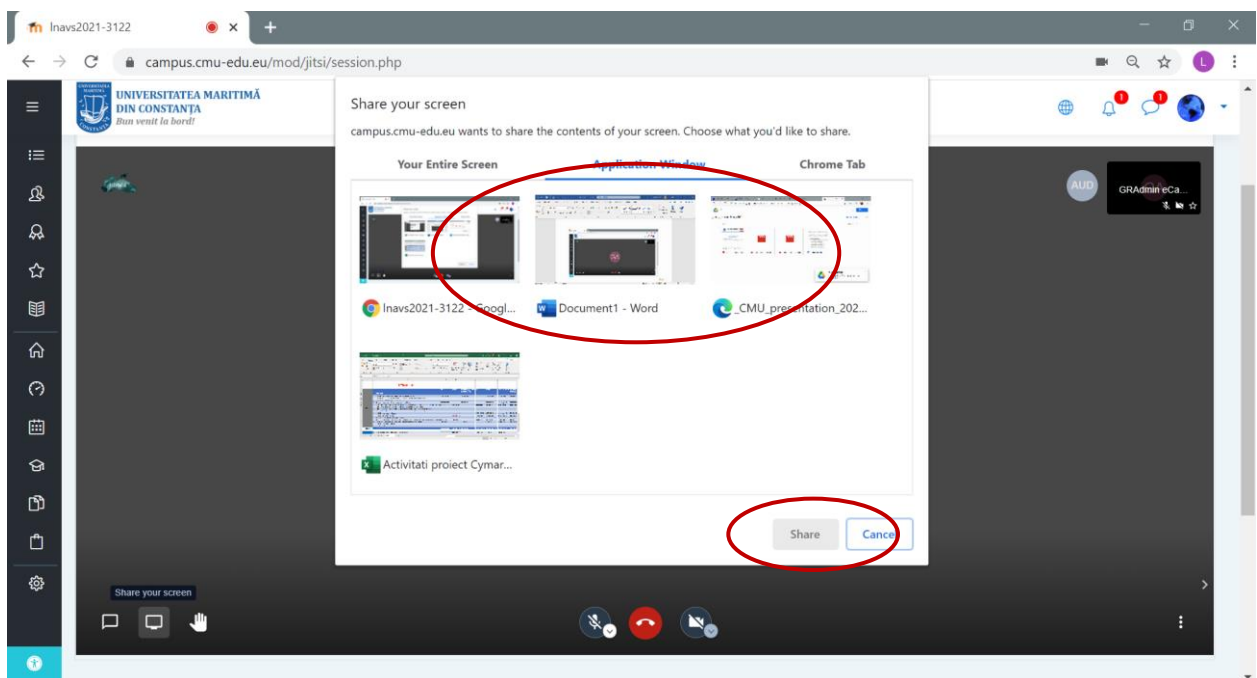 lnavs2021-3122
campus.cmu-edu.eu/mod/jitsi/session.php
L
UNIVERSITATEA MARITIMĂ
DIN CONSTANȚA
Bun venit la bord!
1
1
Share your screen
campus.cmu-edu.eu wants to share the contents of your screen. Choose what you'd like to share.
Your Entire Screen
Application Window
Chrome Tab
AUD
GRAdmin eCa...
lnavs2021-3122 - Googl...
Document1 - Word
_CMU_presentation_202...
Activitati proiect Cymar...
Share
Cancel
Share your screen